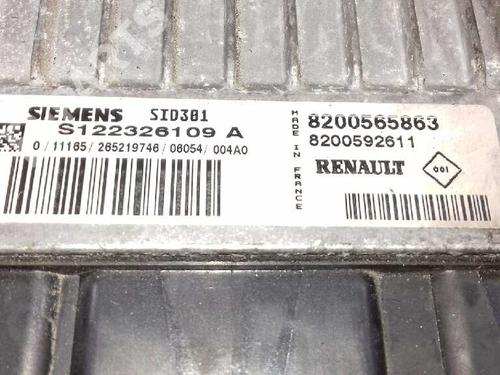 SIEMENS SID301
S122326109 A
0/11165/265219746/06054/004A0
MADE IN FRANCE
8200565863
8200592611
RENAULT 001